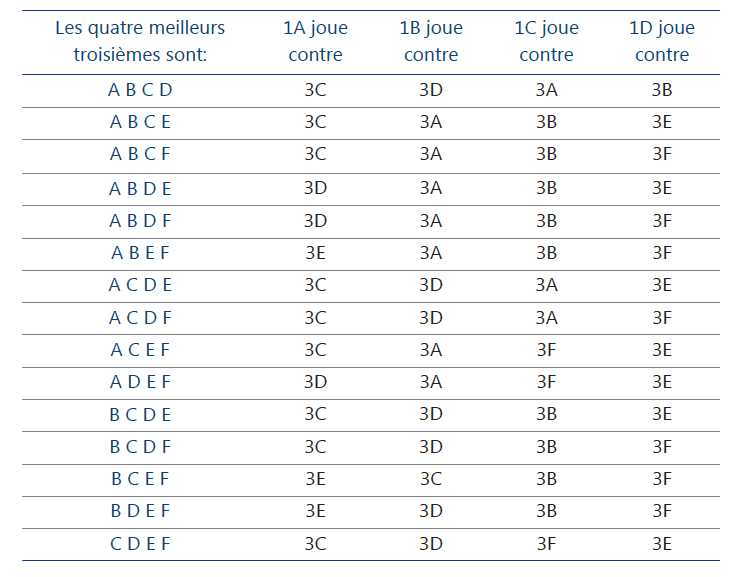 Les quatre meilleurs 1A joue 1B joue 1C joue 1D joue
troisièmes sont: contre contre contre contre
A B C D 3C 3D 3A 3B
A B C E 3C 3A 3B 3E
A B C F 3C 3A 3B 3F
A B D E 3D 3A 3B 3E
A B D F 3D 3A 3B 3F
A B E F 3E 3A 3B 3F
A C D E 3C 3D 3A 3E
A C D F 3C 3D 3A 3F
A C E F 3C 3A 3F 3E
A D E F 3D 3A 3F 3E
B C D E 3C 3D 3B 3E
B C D F 3C 3D 3B 3F
B C E F 3E 3C 3B 3F
B D E F 3E 3D 3B 3F
C D E F 3C 3D 3F 3E